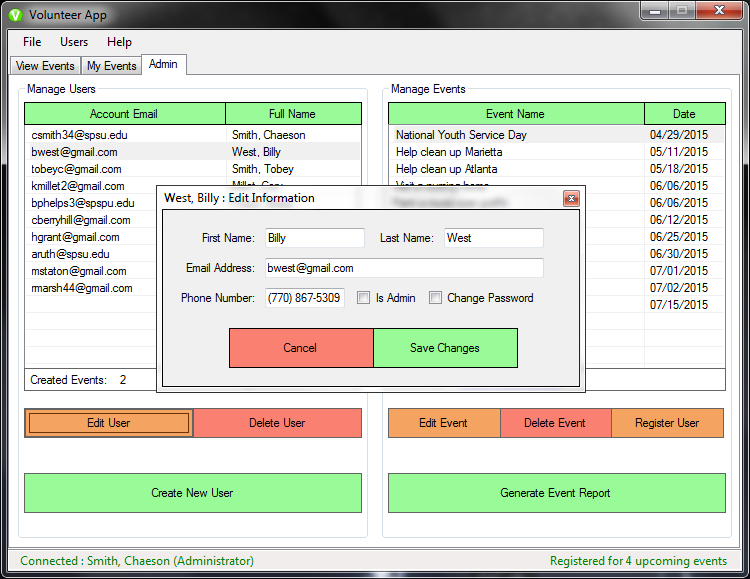 Volunteer App
File Users Help
View Events My Events Admin
Manage Users
Account Email Full Name
csmith34@spsu.edu Smith, Chaeson
bwest@gmail.com West, Billy
tobeyc@gmail.com Smith, Tobey
kmillet2@gmail.com
bphelps3@spspu.edu
cberryhill@gmail.com
hgrant@gmail.com
aruth@spsu.edu
mstaton@gmail.com
rmarsh44@gmail.com
Created Events: 2
Edit User Delete User
Create New User
Manage Events
Event Name Date
National Youth Service Day 04/29/2015
Help clean up Marietta 05/11/2015
Help clean up Atlanta 05/18/2015
06/06/2015
06/06/2015
06/12/2015
06/25/2015
06/30/2015
07/01/2015
07/02/2015
07/15/2015
Edit Event Delete Event Register User
Generate Event Report
West, Billy : Edit Information
First Name: Billy Last Name: West
Email Address: bwest@gmail.com
Phone Number: (770) 867-5309 Is Admin Change Password
Cancel Save Changes
Connected : Smith, Chaeson (Administrator) Registered for 4 upcoming events